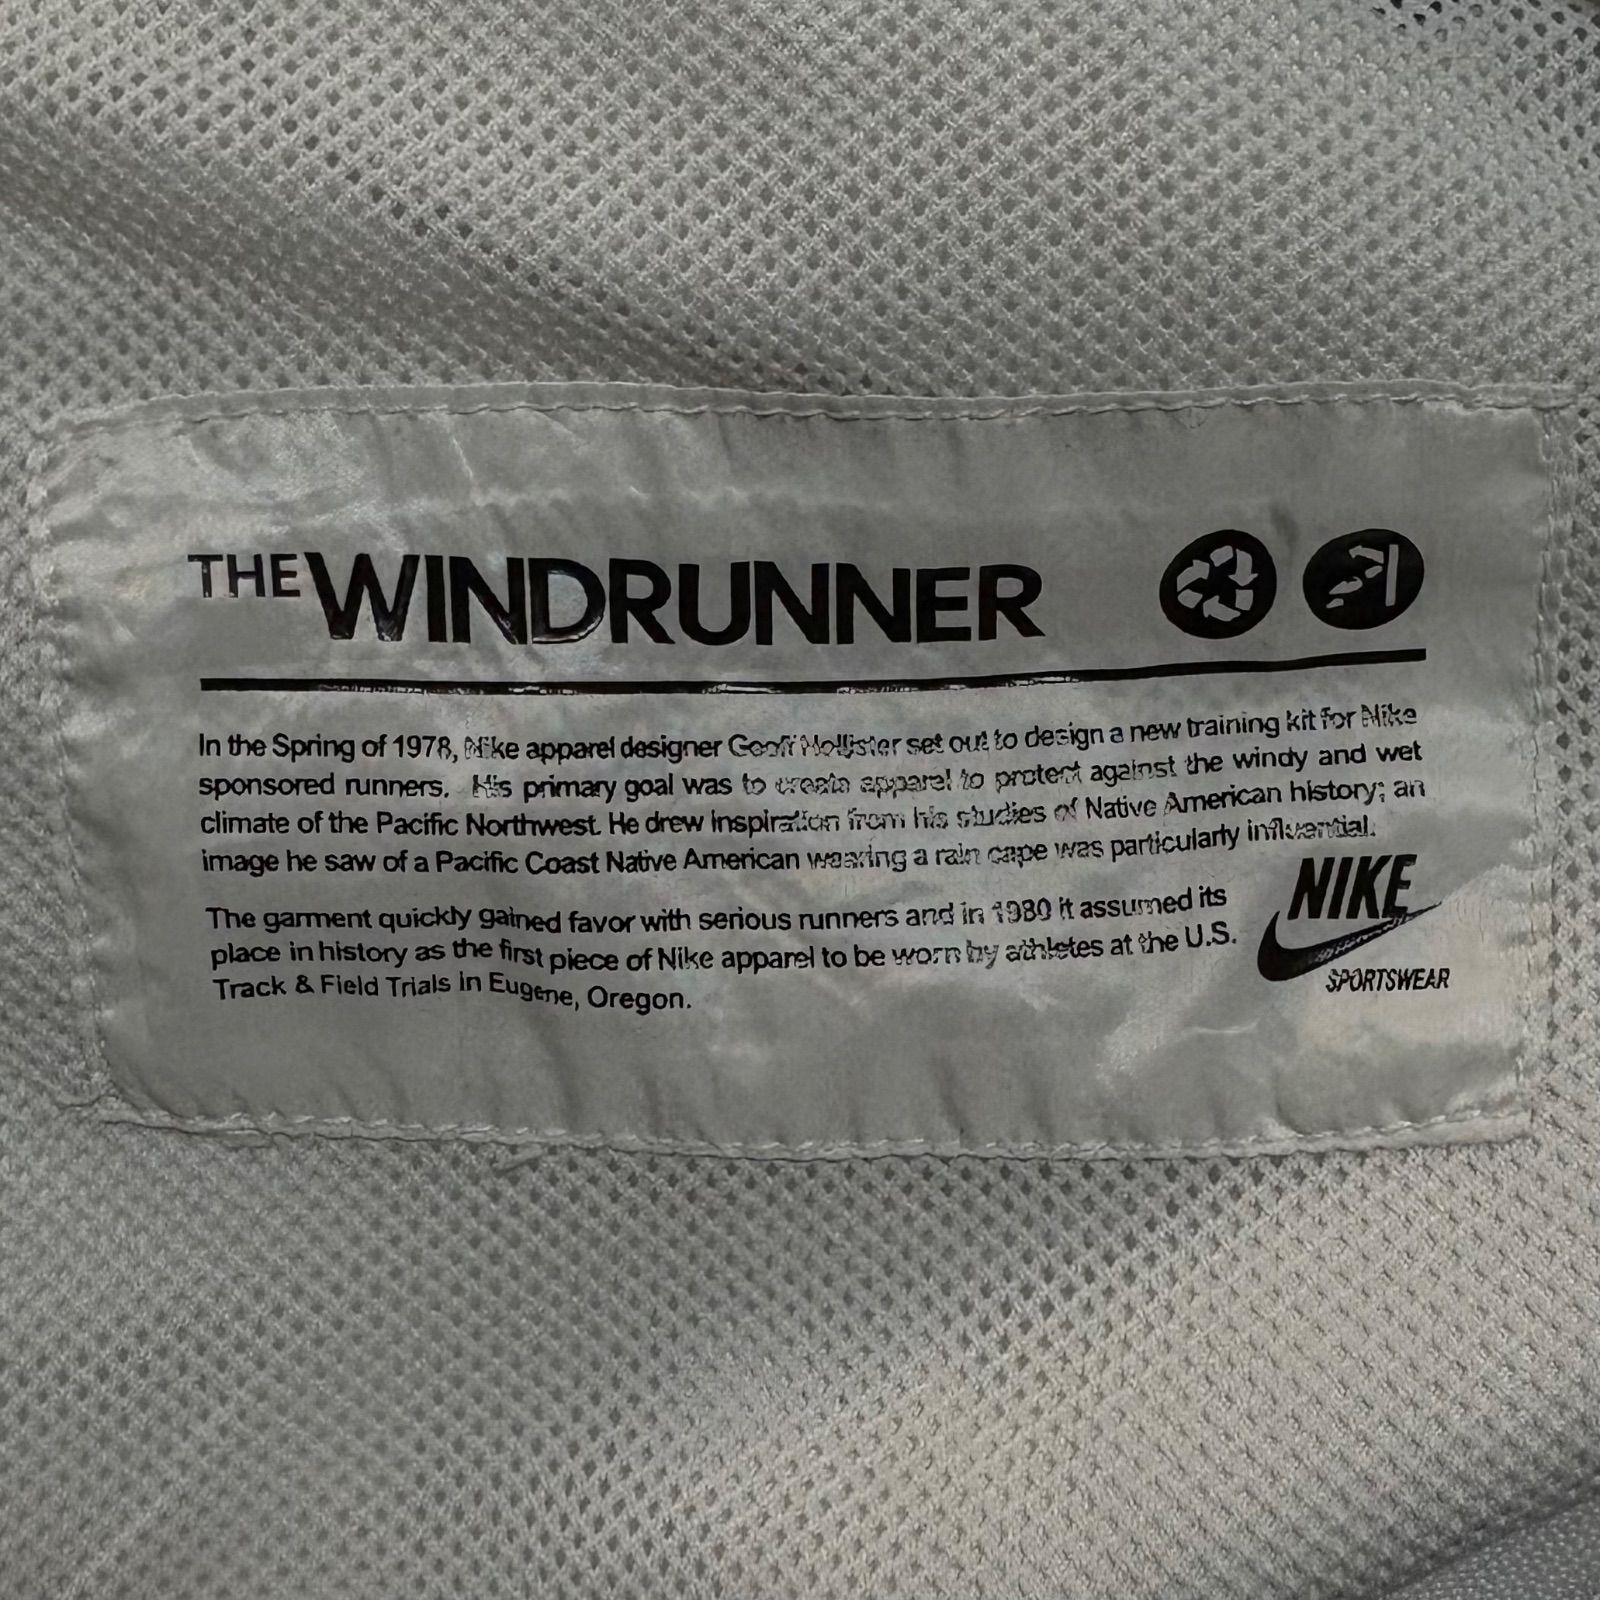 THE WINDRUNNER
In the Spring of 1978, Nike apparel designer Geoff Hollister set out to design a new training kit for Nike
sponsored runners. His primary goal was to create apparel to protect against the windy and wet
climate of the Pacific Northwest. He drew inspiration from his studies of Native American history; an
image he saw of a Pacific Coast Native American wearing a rain cape was particularly influential.
The garment quickly gained favor with serious runners and in 1980 it assumed its
place in history as the first piece of Nike apparel to be worn by athletes at the U.S.
Track & Field Trials in Eugene, Oregon.
NIKE
SPORTSWEAR